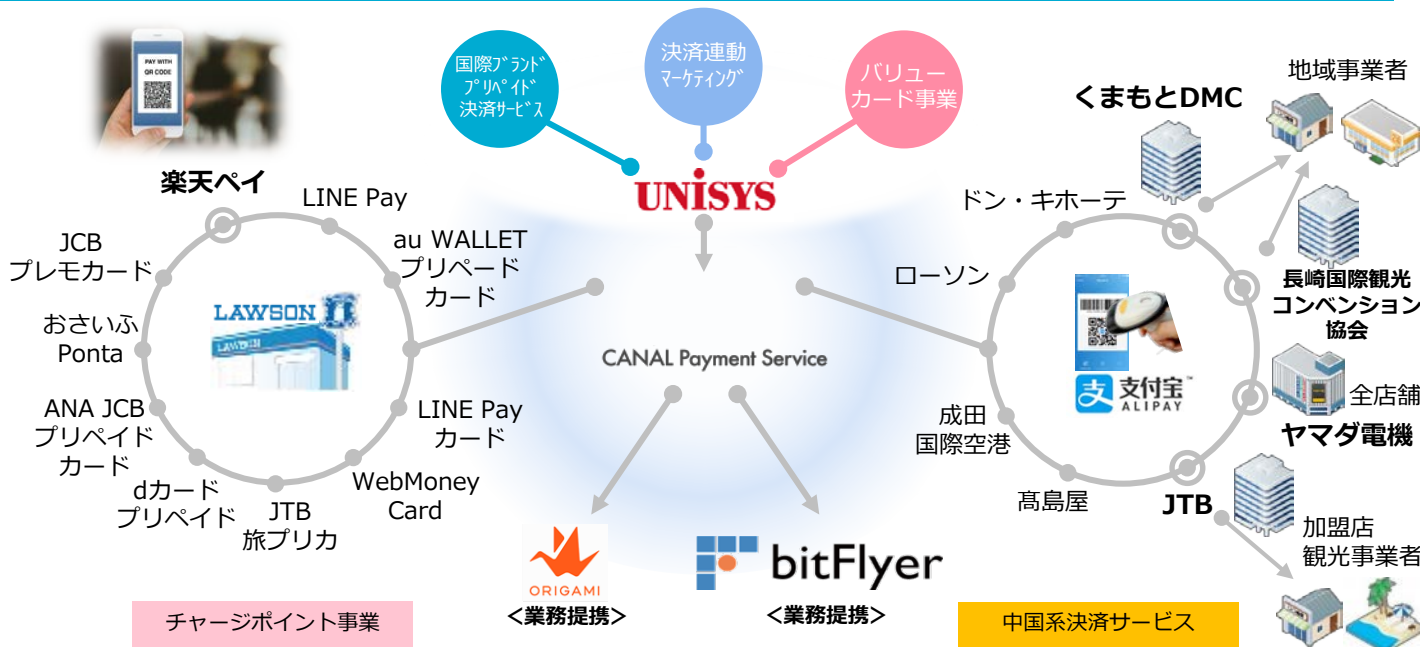 国際ﾌﾞﾗﾝﾄﾞ
ﾌﾟﾘﾍﾟｲﾄﾞ
決済ｻｰﾋﾞｽ
決済連動
ﾏｰｹﾃｨﾝｸﾞ
バリュー
カード事業
UNiSYS
PAY WITH
QR CODE
楽天ペイ
LINE Pay
JCB
プレモカード
au WALLET
プリペード
カード
おさいふ
Ponta
LAWSON
LAWSON
ANA JCB
プリペイド
カード
LINE Pay
カード
dカード
プリペイド
JTB
旅プリカ
WebMoney
Card
チャージポイント事業
CANAL Payment Service
ORIGAMI
<業務提携>
bitFlyer
<業務提携>
くまもとDMC
地域事業者
ドン・キホーテ
ローソン
長崎国際観光
コンベンション
協会
支 支付宝™
ALIPAY
全店舗
ヤマダ電機
成田
国際空港
髙島屋
JTB
加盟店
観光事業者
中国系決済サービス